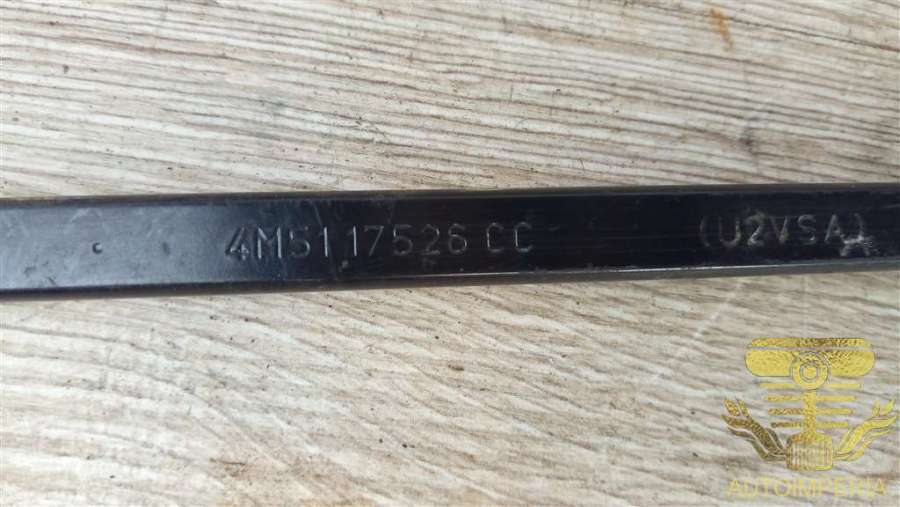 4M51 17526 CC (U2VSA)
AUTOIMPERIA